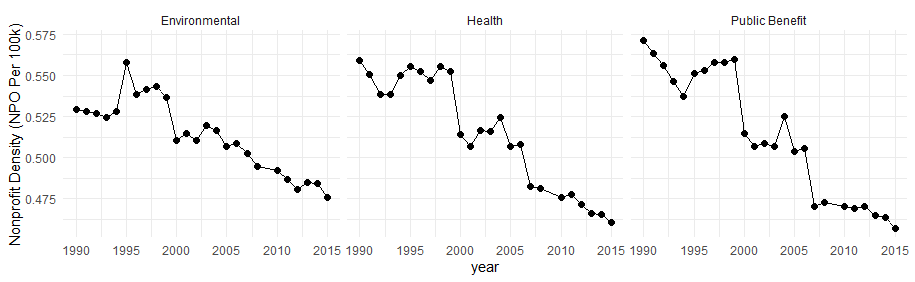 Environmental
Health
Public Benefit
Nonprofit Density (NPO Per 100k)
0.575
0.550
0.525
0.500
0.475
1990 1995 2000 2005 2010 2015
1990 1995 2000 2005 2010 2015
1990 1995 2000 2005 2010 2015
year